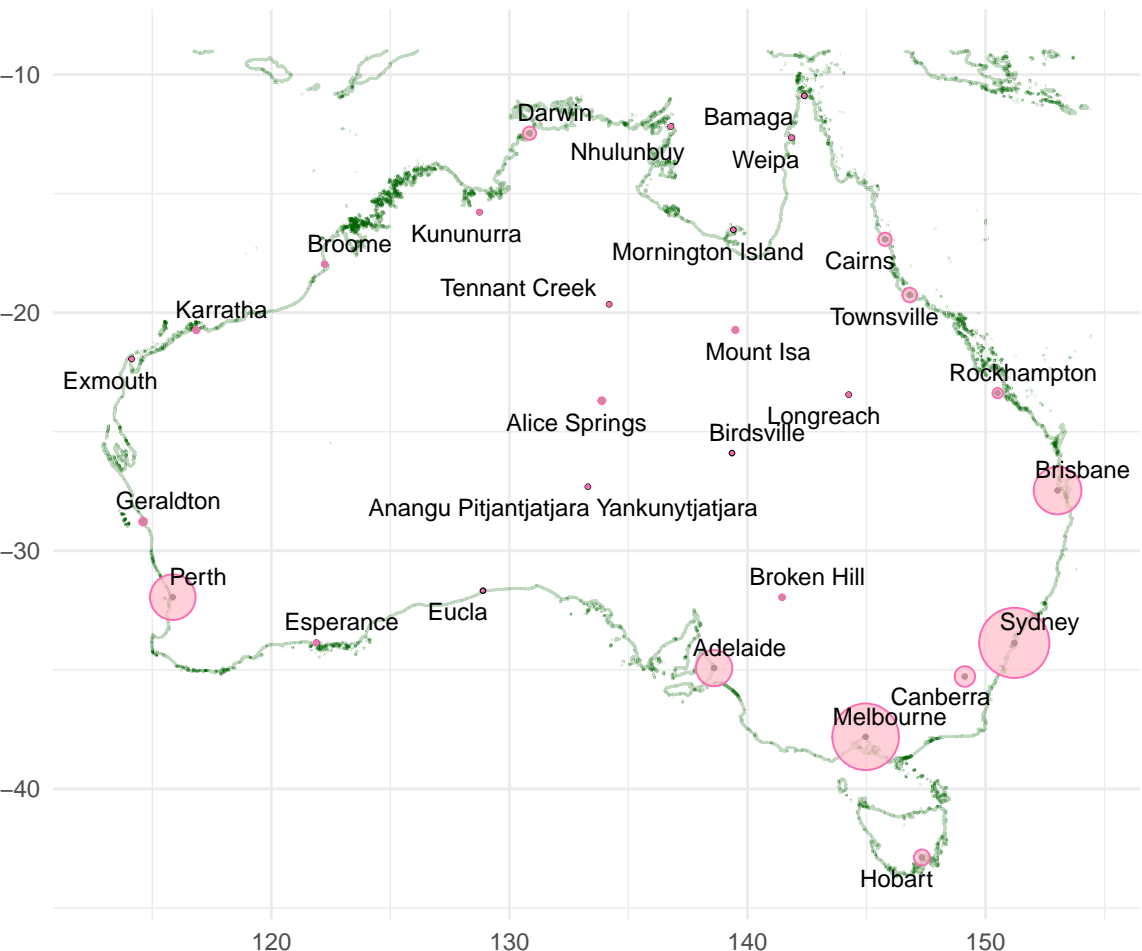 −10
Darwin
Bamaga
Nhulunbuy
Weipa
Kununurra
Broome
Mornington Island
Cairns
Tennant Creek
Karratha
−20
Townsville
Mount Isa
Exmouth
Rockhampton
Longreach
Alice Springs
Birdsville
Brisbane
Geraldton
Anangu Pitjantjatjara Yankunytjatjara
−30
Perth
Broken Hill
Eucla
Esperance
Sydney
Adelaide
Canberra
Melbourne
−40
Hobart
120
130
140
150